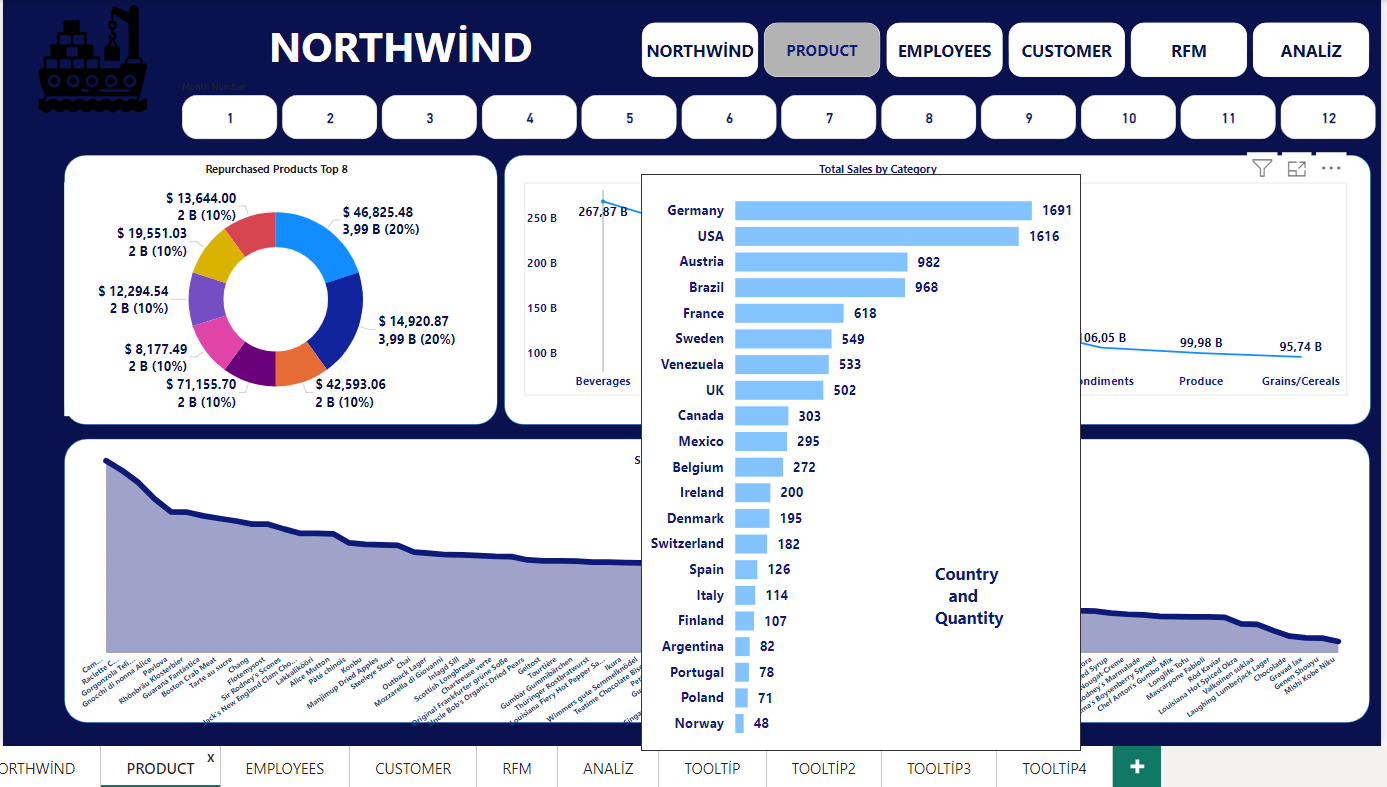 NORTHWİND
NORTHWİND
PRODUCT
EMPLOYEES
CUSTOMER
RFM
ANALİZ
Month Number
1
2
3
4
5
6
7
8
9
10
11
12
Repurchased Products Top 8
$ 13,644.00
2 B (10%)
$ 46,825.48
3,99 B (20%)
$ 19,551.03
2 B (10%)
$ 12,294.54
2 B (10%)
$ 14,920.87
3,99 B (20%)
$ 8,177.49
2 B (10%)
$ 71,155.70
2 B (10%)
$ 42,593.06
2 B (10%)
Total Sales by Category
250 B
200 B
150 B
100 B
267,87 B
106,05 B
99,98 B
95,74 B
Beverages
ondiments
Produce
Grains/Cereals
Germany 1691
USA 1616
Austria 982
Brazil 968
France 618
Sweden 549
Venezuela 533
UK 502
Canada 303
Mexico 295
Belgium 272
Ireland 200
Denmark 195
Switzerland 182
Spain 126
Italy 114
Finland 107
Argentina 82
Portugal 78
Poland 71
Norway 48
Country
and
Quantity
S
Cam...
Raclette C...
Gorgonzola Teli...
Gnocchi di nonna Alice
Pavlova
Rhönbräu Klosterbier
Guaraná Fantástica
Boston Crab Meat
Tarte au sucre
Chang
Flotemysost
Sir Rodney's Scones
Jack's New England Clam Cho...
Lakkalikööri
Alice Mutton
Pâté chinois
Konbu
Manjimup Dried Apples
Steeleye Stout
Chai
Outback Lager
Mozzarella di Giovanni
Inlagd Sill
Scottish Longbreads
Chartreuse verte
Original Frankfurter grüne Soße
Uncle Bob's Organic Dried Pears
Geitost
Tourtière
Gumbär Gummibärchen
Thüringer Rostbratwurst
Louisiana Fiery Hot Pepper Sa...
Ikura
Wimmers gute Semmelknödel
Teatime Chocolate Bis
Singa
ora
ed Syrup
Nougat-Creme
Rodney's Marmalade
ma's Boysenberry Spread
Chef Anton's Gumbo Mix
Longlife Tofu
Mascarpone Fabioli
Röd Kaviar
Louisiana Hot Spiced Okra
Valkoinen suklaa
Laughing Lumberjack Lager
Chocolade
Gravad lax
Genen Shouyu
Mishi Kobe Niku
ORTHWİND
PRODUCT
x
EMPLOYEES
CUSTOMER
RFM
ANALİZ
TOOLTİP
TOOLTİP2
TOOLTİP3
TOOLTİP4